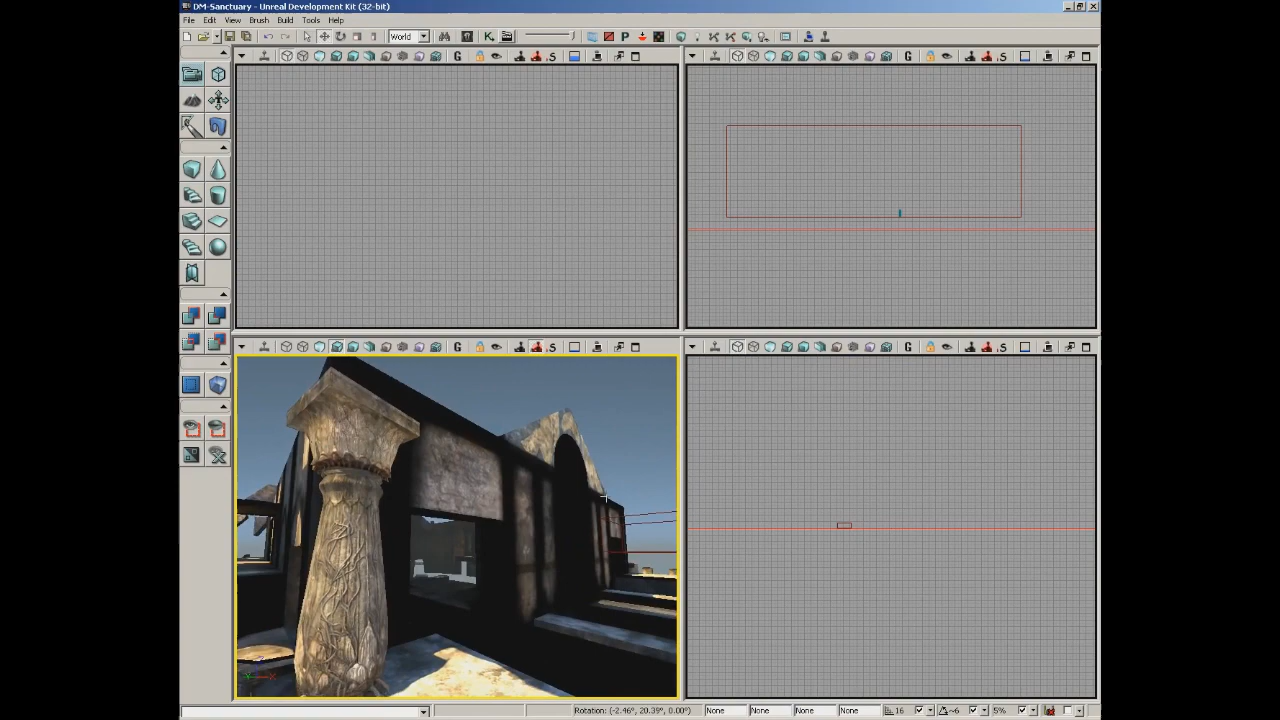 DM-Sanctuary - Unreal Development Kit (32-bit)
File Edit View Brush Build Tools Help
World
P
K
G S
G S
G S
G S
Rotation: (-2.46°, 20.39°, 0.00°) None None None None 16 ~6 5%